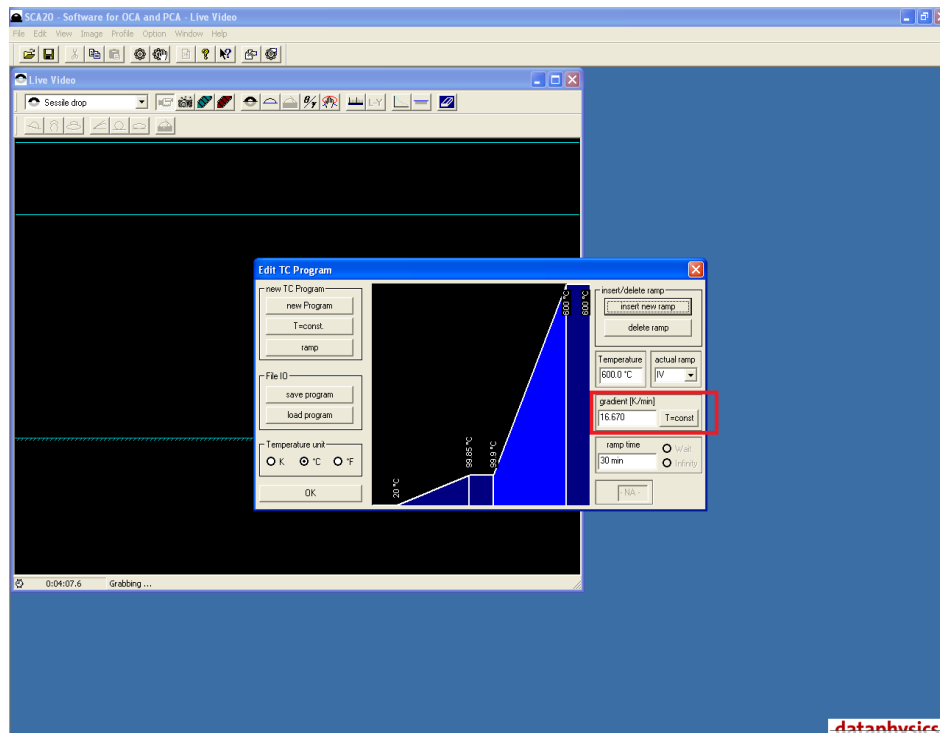 SCA20 - Software for OCA and PCA - Live Video
File Edit View Image Profile Option Window Help
Live Video
Sessile drop
L-Y
Edit TC Program
new TC Program
new Program
T=const.
ramp
File IO
save program
load program
Temperature unit
K °C °F
OK
20 °C
99.85 °C
99.9 °C
600 °C
600 °C
insert/delete ramp
insert new ramp
delete ramp
Temperature
600.0 °C
actual ramp
IV
gradient [K/min]
16.670
T=const
ramp time
30 min
Wait
Infinity
- NA -
0:04:07.6 Grabbing ...
dataphysics